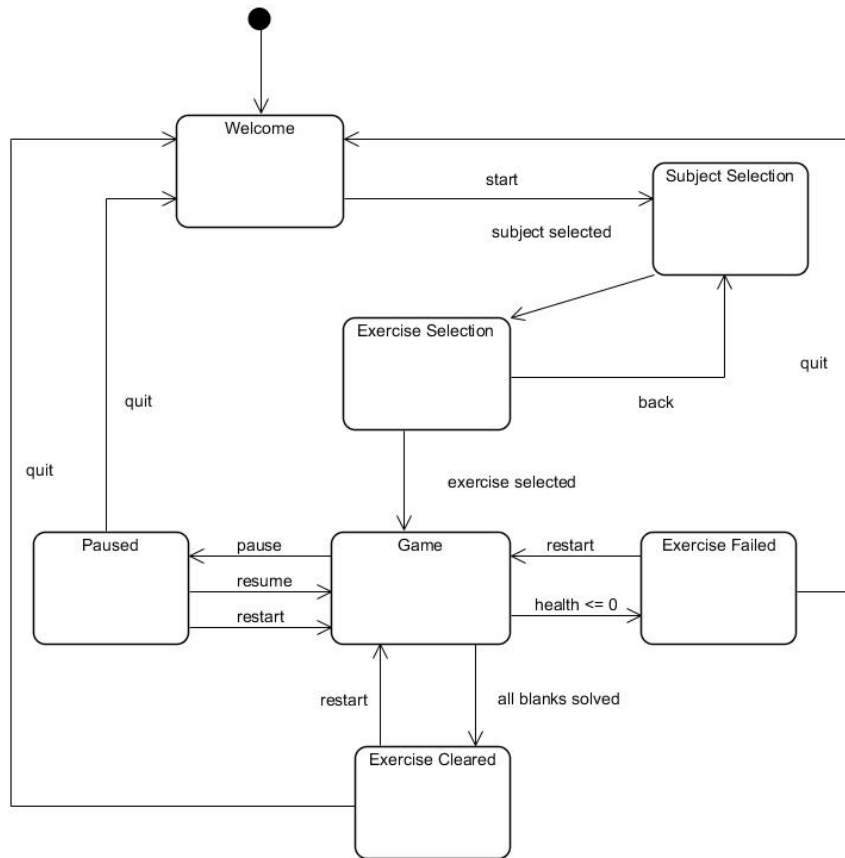 Welcome
start
Subject Selection
subject selected
Exercise Selection
quit
back
quit
quit
exercise selected
Paused
pause
Game
restart
Exercise Failed
resume
health <= 0
restart
restart
all blanks solved
Exercise Cleared